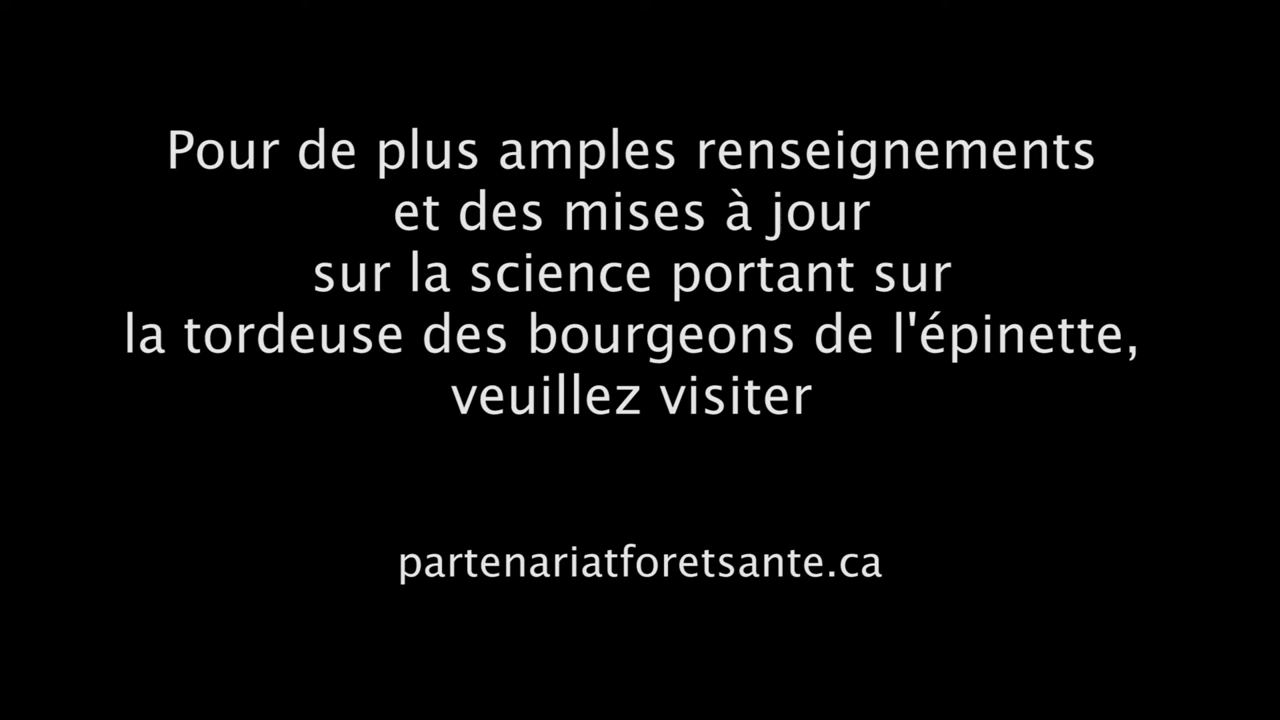 Pour de plus amples renseignements
et des mises à jour
sur la science portant sur
la tordeuse des bourgeons de l'épinette,
veuillez visiter
partenariatforetsante.ca